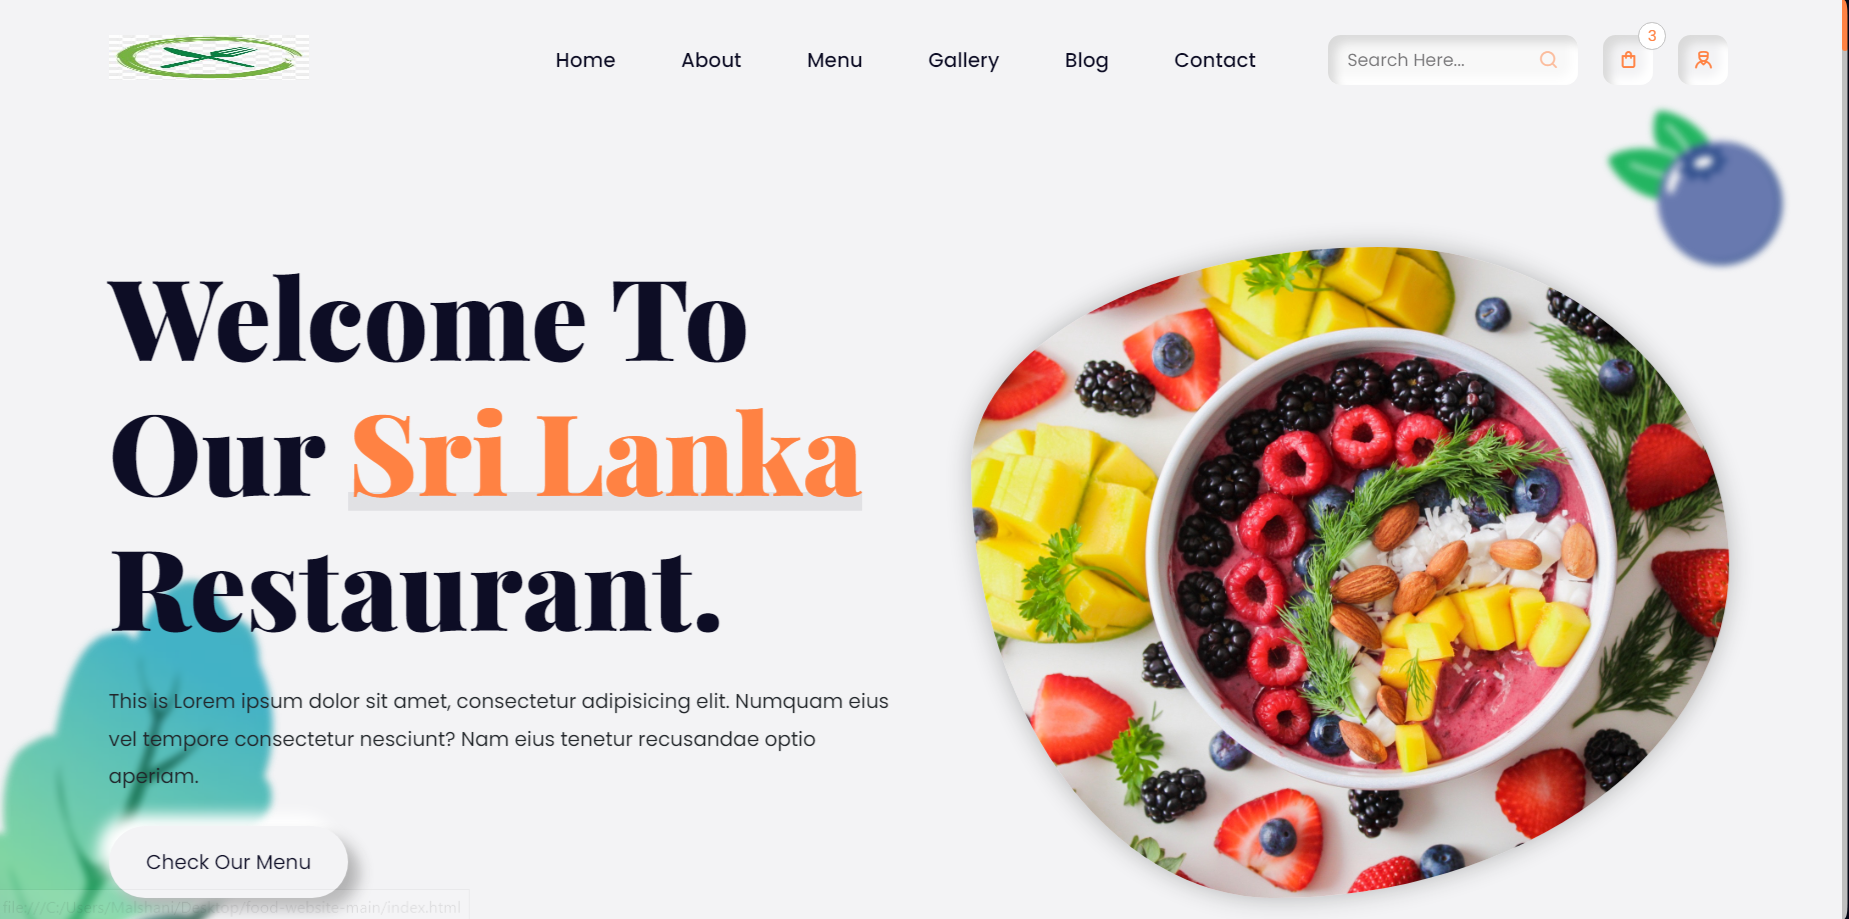 Home About Menu Gallery Blog Contact Search Here... 3
Welcome To
Our Sri Lanka
Restaurant.
This is Lorem ipsum dolor sit amet, consectetur adipisicing elit. Numquam eius
vel tempore consectetur nesciunt? Nam eius tenetur recusandae optio
aperiam.
Check Our Menu
file:///C:/Users/Malshani/Desktop/food-website-main/index.html